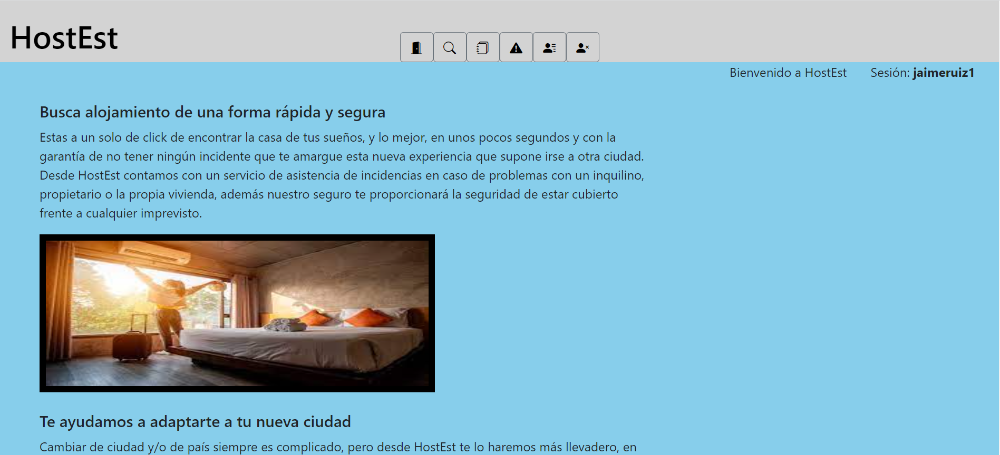 HostEst
Bienvenido a HostEst Sesión: jaimeruiz1
Busca alojamiento de una forma rápida y segura
Estas a un solo de click de encontrar la casa de tus sueños, y lo mejor, en unos pocos segundos y con la
garantía de no tener ningún incidente que te amargue esta nueva experiencia que supone irse a otra ciudad.
Desde HostEst contamos con un servicio de asistencia de incidencias en caso de problemas con un inquilino,
propietario o la propia vivienda, además nuestro seguro te proporcionará la seguridad de estar cubierto
frente a cualquier imprevisto.
Te ayudamos a adaptarte a tu nueva ciudad
Cambiar de ciudad y/o de país siempre es complicado, pero desde HostEst te lo haremos más llevadero, en